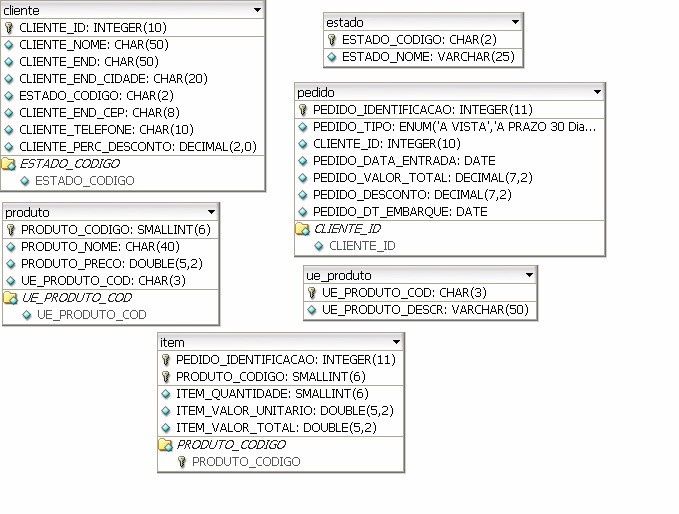 cliente
CLIENTE_ID: INTEGER(10)
CLIENTE_NOME: CHAR(50)
CLIENTE_END: CHAR(50)
CLIENTE_END_CIDADE: CHAR(20)
ESTADO_CODIGO: CHAR(2)
CLIENTE_END_CEP: CHAR(8)
CLIENTE_TELEFONE: CHAR(10)
CLIENTE_PERC_DESCONTO: DECIMAL(2,0)
ESTADO_CODIGO
ESTADO_CODIGO
estado
ESTADO_CODIGO: CHAR(2)
ESTADO_NOME: VARCHAR(25)
pedido
PEDIDO_IDENTIFICACAO: INTEGER(11)
PEDIDO_TIPO: ENUM('A VISTA','A PRAZO 30 Dia...
CLIENTE_ID: INTEGER(10)
PEDIDO_DATA_ENTRADA: DATE
PEDIDO_VALOR_TOTAL: DECIMAL(7,2)
PEDIDO_DESCONTO: DECIMAL(7,2)
PEDIDO_DT_EMBARQUE: DATE
CLIENTE_ID
CLIENTE_ID
produto
PRODUTO_CODIGO: SMALLINT(6)
PRODUTO_NOME: CHAR(40)
PRODUTO_PRECO: DOUBLE(5,2)
UE_PRODUTO_COD: CHAR(3)
UE_PRODUTO_COD
UE_PRODUTO_COD
ue_produto
UE_PRODUTO_COD: CHAR(3)
UE_PRODUTO_DESCR: VARCHAR(50)
item
PEDIDO_IDENTIFICACAO: INTEGER(11)
PRODUTO_CODIGO: SMALLINT(6)
ITEM_QUANTIDADE: SMALLINT(6)
ITEM_VALOR_UNITARIO: DOUBLE(5,2)
ITEM_VALOR_TOTAL: DOUBLE(5,2)
PRODUTO_CODIGO
PRODUTO_CODIGO